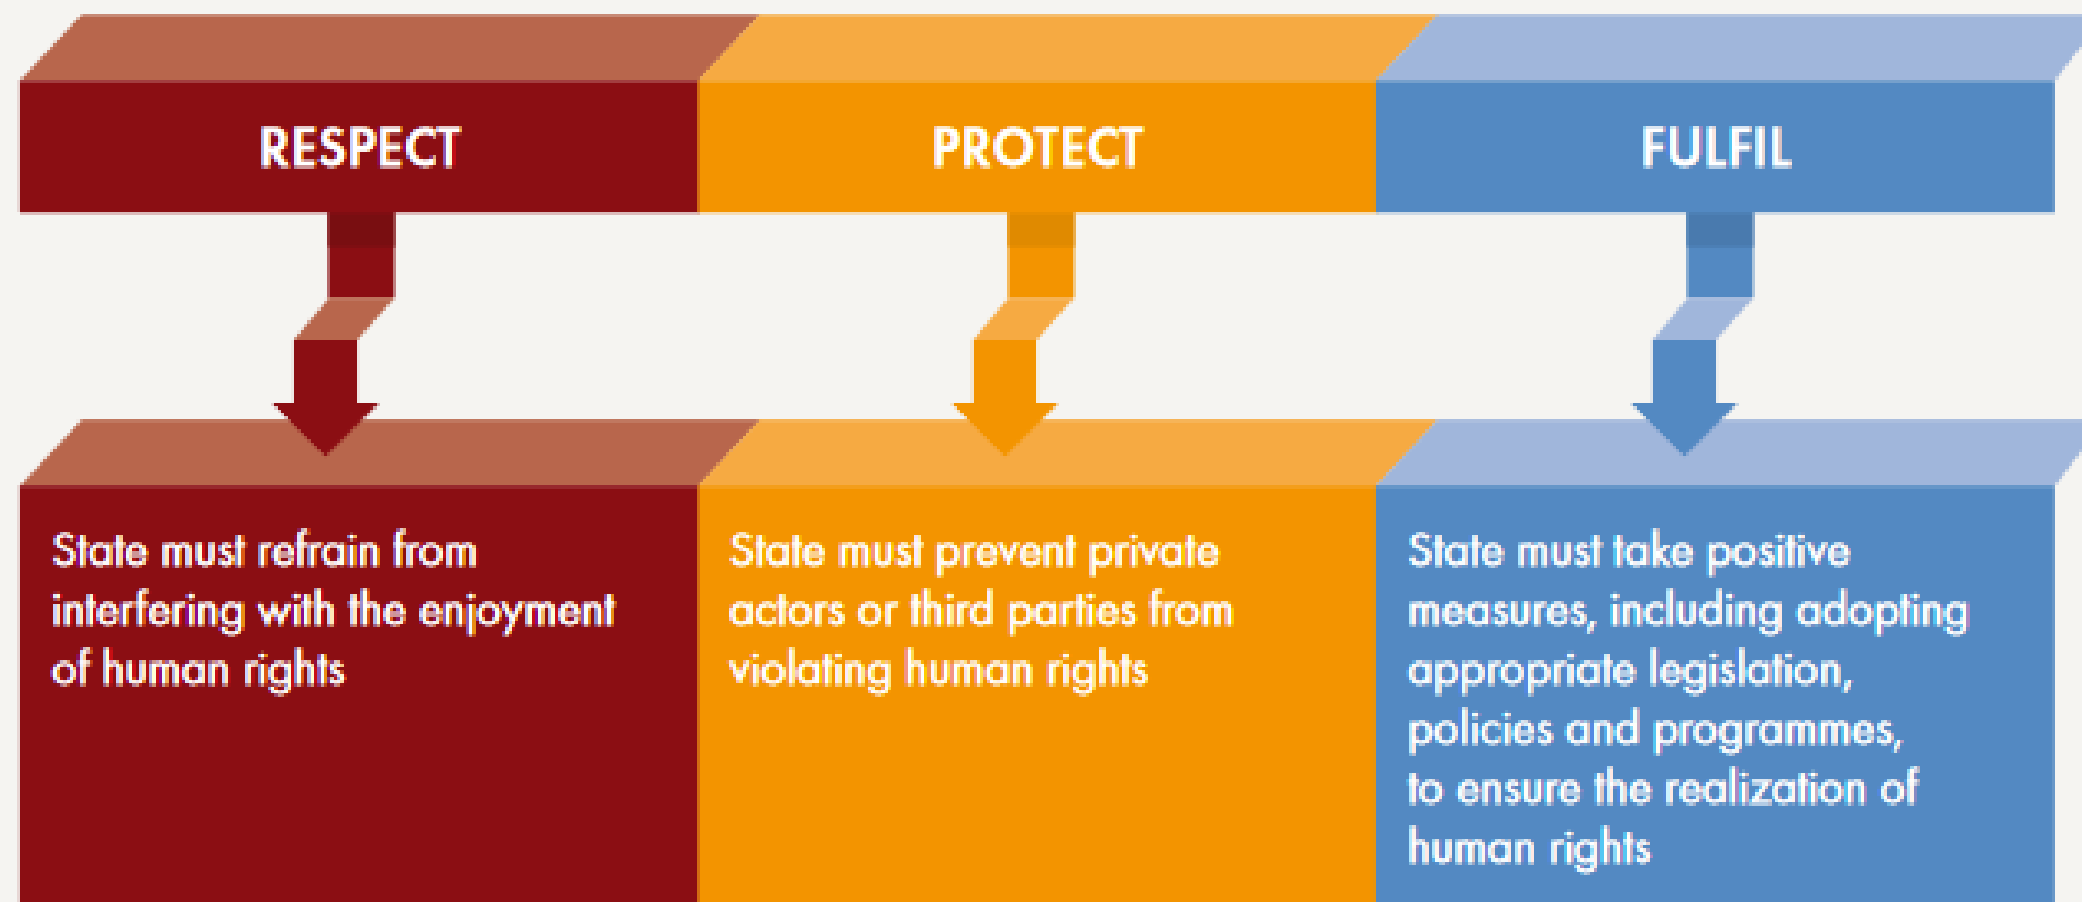 RESPECT
PROTECT
FULFIL
State must refrain from
interfering with the enjoyment
of human rights
State must prevent private
actors or third parties from
violating human rights
State must take positive
measures, including adopting
appropriate legislation,
policies and programmes,
to ensure the realization of
human rights